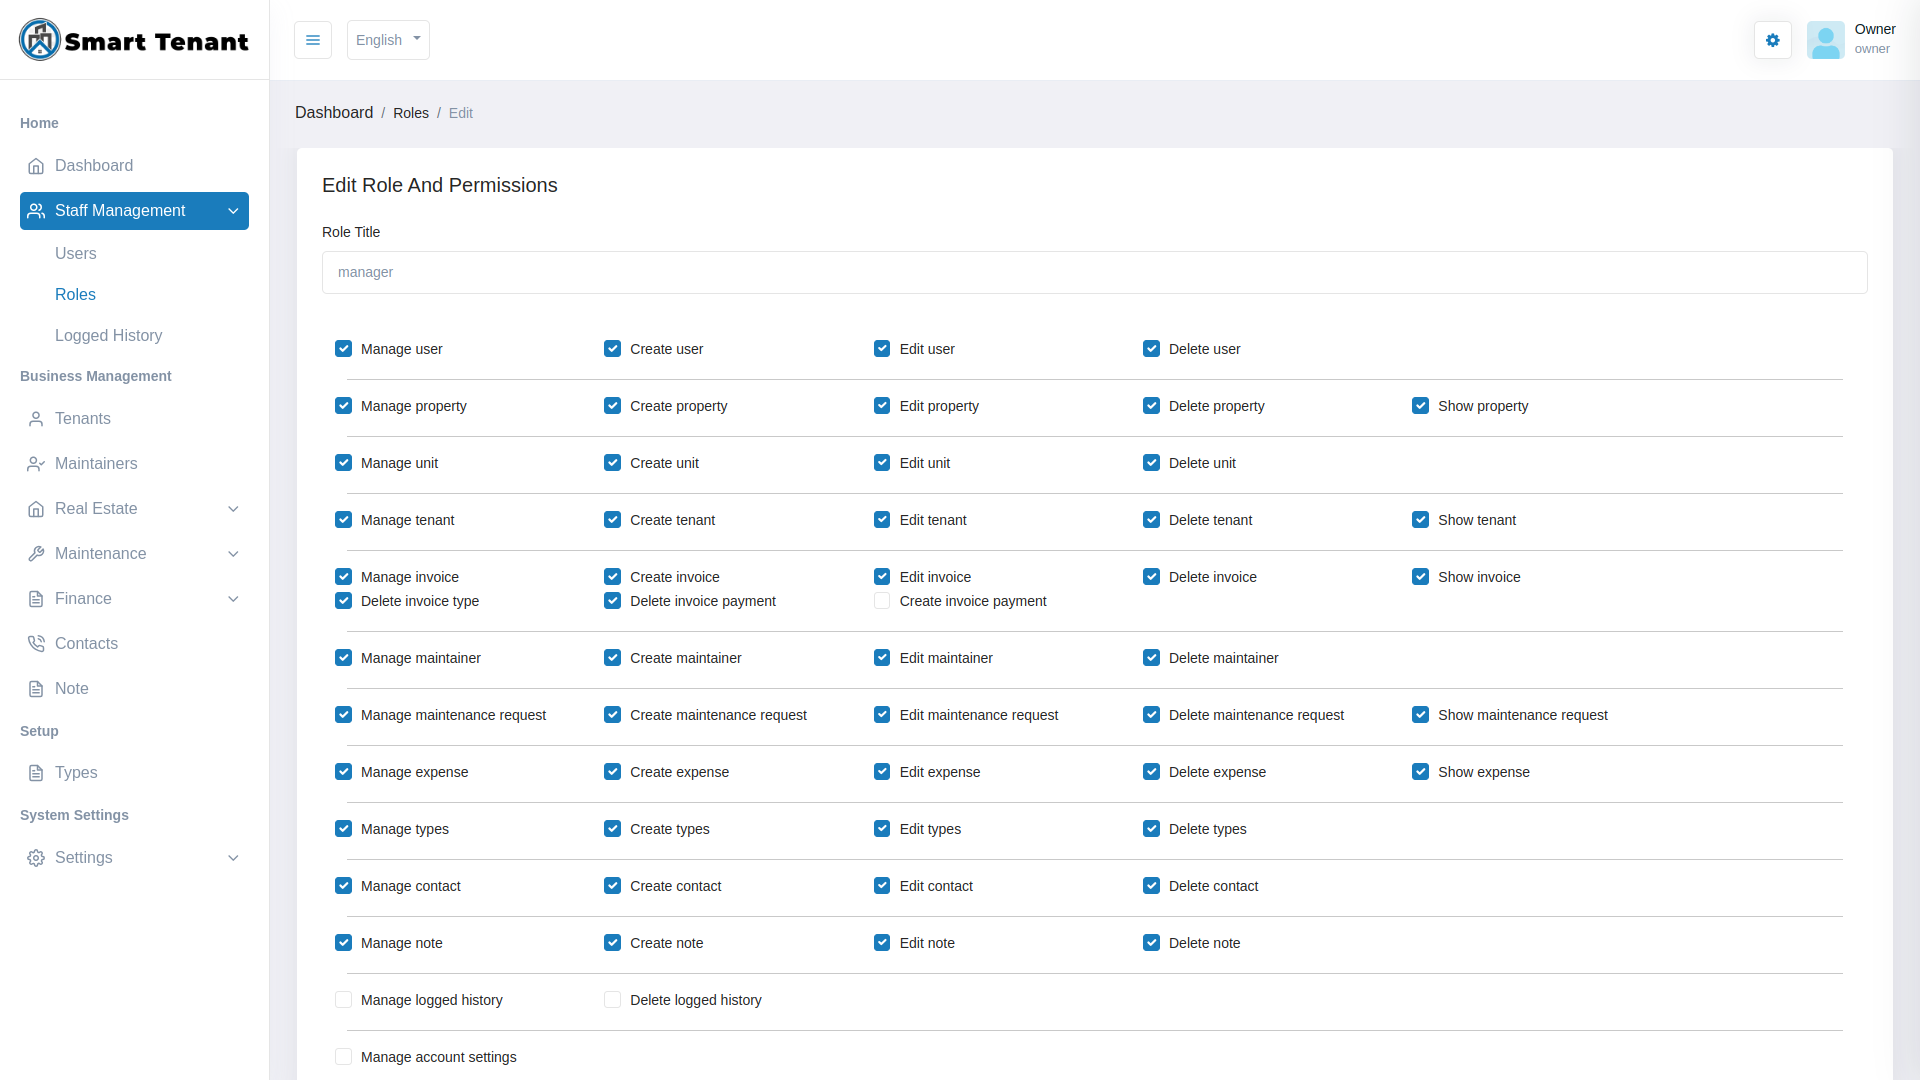 Smart Tenant
English
Owner
owner
Home
Dashboard
Staff Management
Users
Roles
Logged History
Business Management
Tenants
Maintainers
Real Estate
Maintenance
Finance
Contacts
Note
Setup
Types
System Settings
Settings
Dashboard / Roles / Edit
Edit Role And Permissions
Role Title
manager
Manage user Create user Edit user Delete user
Manage property Create property Edit property Delete property Show property
Manage unit Create unit Edit unit Delete unit
Manage tenant Create tenant Edit tenant Delete tenant Show tenant
Manage invoice Create invoice Edit invoice Delete invoice Show invoice
Delete invoice type Delete invoice payment Create invoice payment
Manage maintainer Create maintainer Edit maintainer Delete maintainer
Manage maintenance request Create maintenance request Edit maintenance request Delete maintenance request Show maintenance request
Manage expense Create expense Edit expense Delete expense Show expense
Manage types Create types Edit types Delete types
Manage contact Create contact Edit contact Delete contact
Manage note Create note Edit note Delete note
Manage logged history Delete logged history
Manage account settings